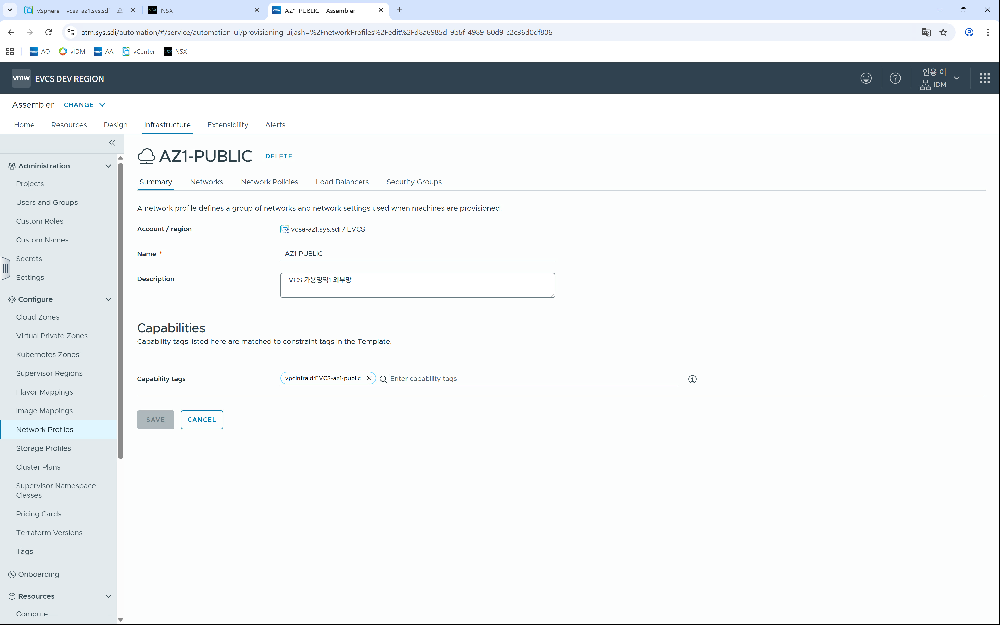 vSphere - vcsa-az1.sys.sdi - 요
NSX
AZ1-PUBLIC - Assembler
atm.sys.sdi/automation/#/service/automation-ui/provisioning-ui;ash=%2FnetworkProfiles%2Fedit%2Fd8a6985d-9b6f-4989-80d9-c2c36d0df806
AO
vIDM
AA
vCenter
NSX
vmw EVCS DEV REGION
인용 이
IDM
Assembler CHANGE
Home Resources Design Infrastructure Extensibility Alerts
Administration
Projects
Users and Groups
Custom Roles
Custom Names
Secrets
Settings
Configure
Cloud Zones
Virtual Private Zones
Kubernetes Zones
Supervisor Regions
Flavor Mappings
Image Mappings
Network Profiles
Storage Profiles
Cluster Plans
Supervisor Namespace
Classes
Pricing Cards
Terraform Versions
Tags
Onboarding
Resources
Compute
AZ1-PUBLIC DELETE
Summary Networks Network Policies Load Balancers Security Groups
A network profile defines a group of networks and network settings used when machines are provisioned.
Account / region vcsa-az1.sys.sdi / EVCS
Name * AZ1-PUBLIC
Description EVCS 가용영역1 외부망
Capabilities
Capability tags listed here are matched to constraint tags in the Template.
Capability tags vpcInfraId:EVCS-az1-public Enter capability tags
SAVE CANCEL